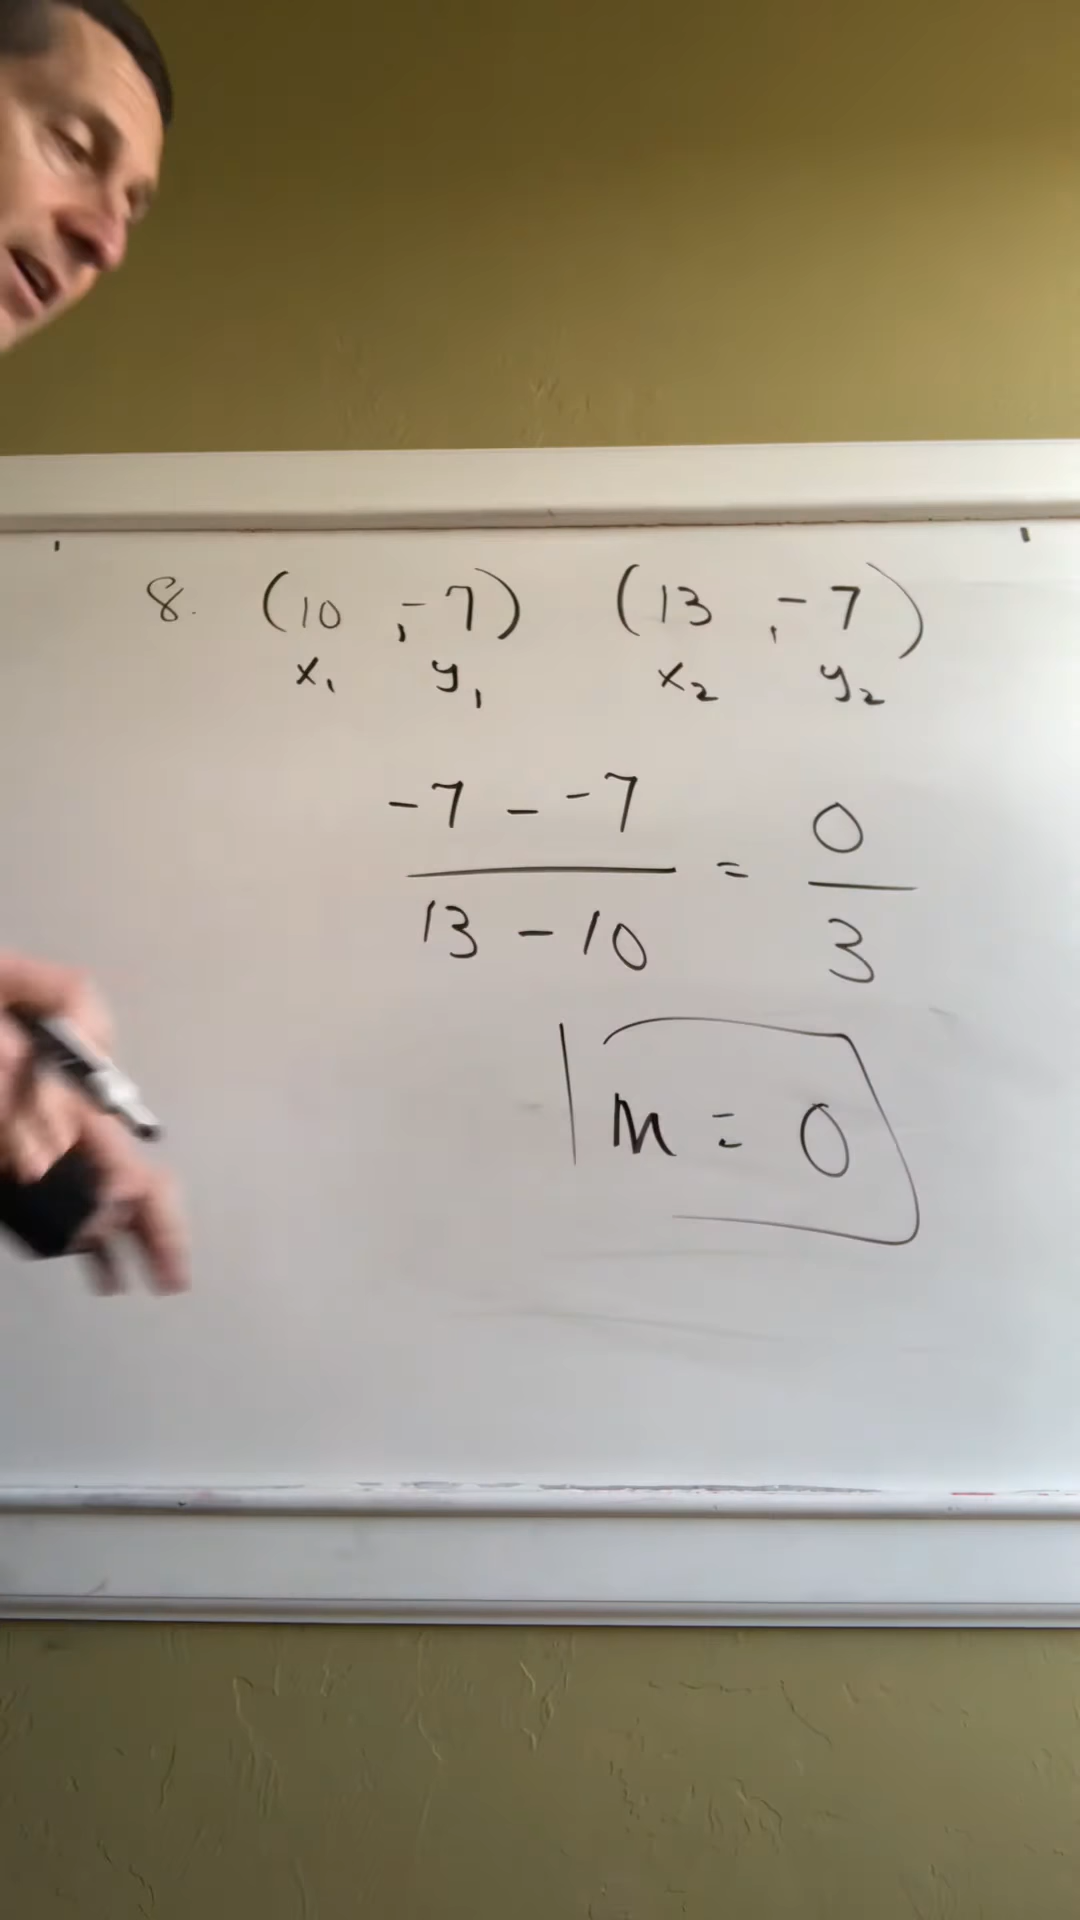 8. (10, -7) (13, -7)
x₁ y₁ x₂ y₂
-7 - -7 = 0
13 - 10 3
m = 0